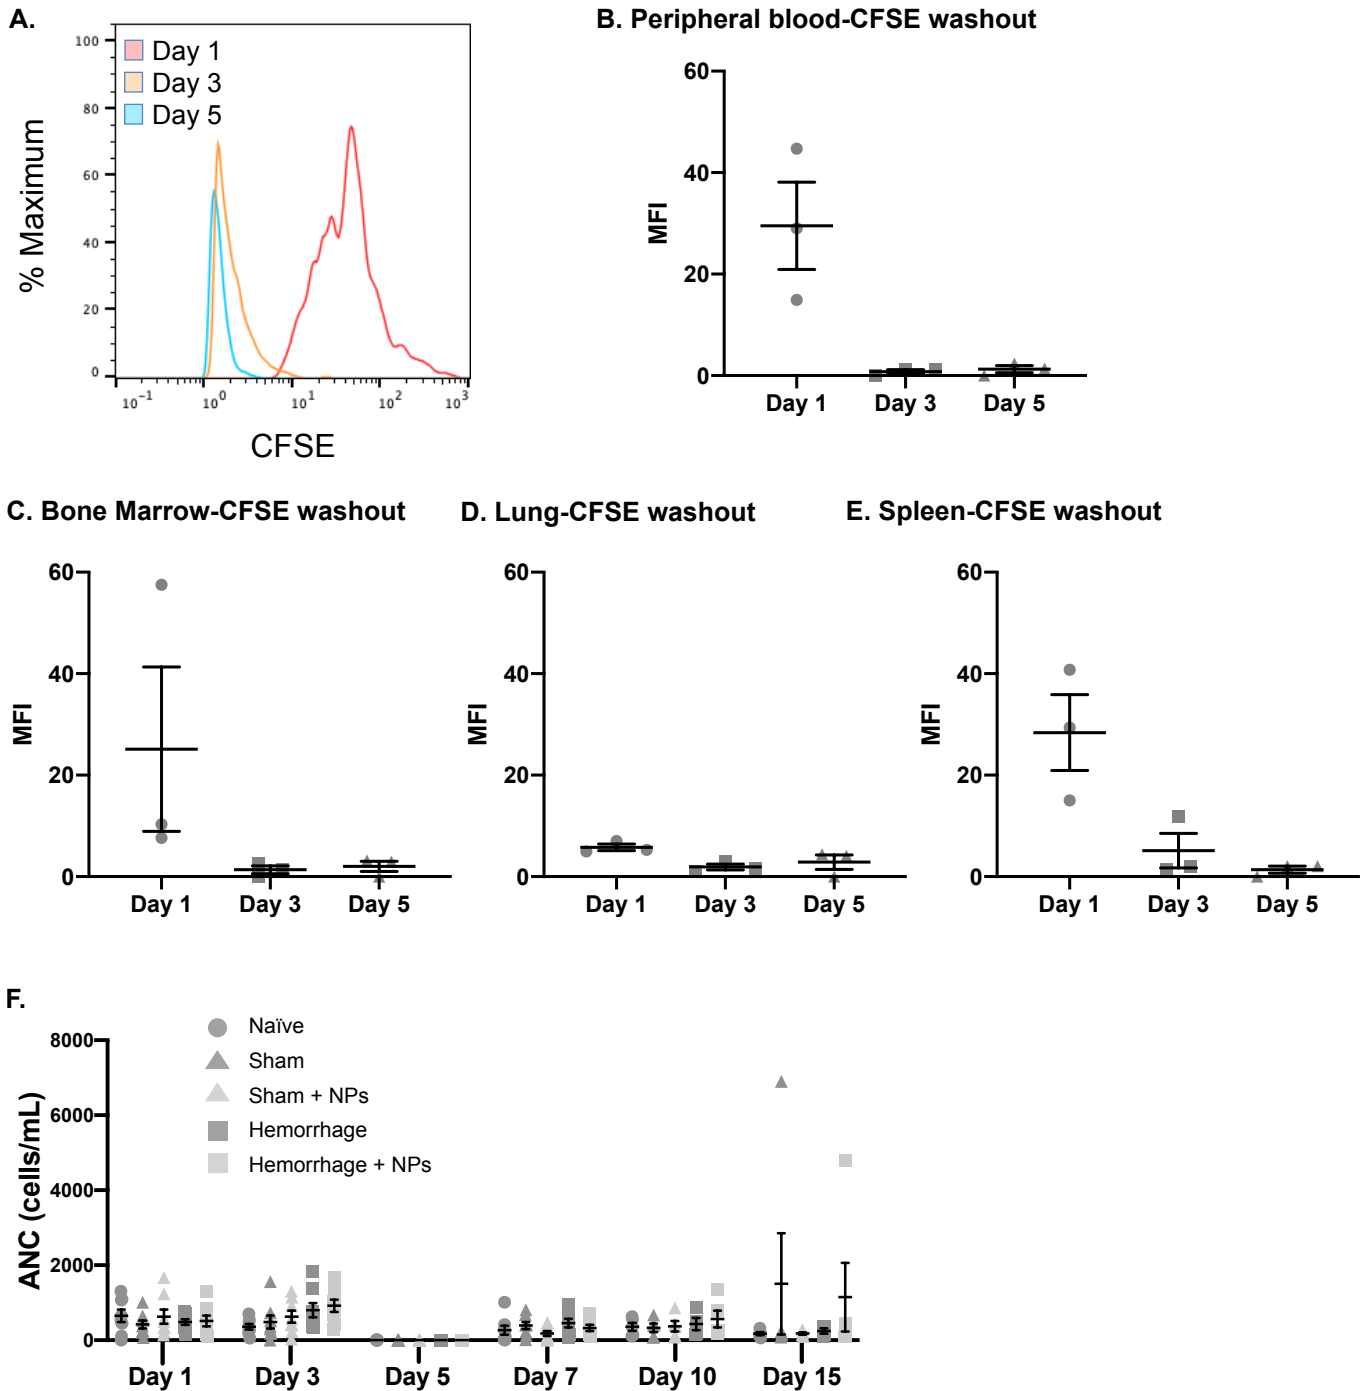 A.
Day 1
Day 3
Day 5
% Maximum
100
80
60
40
20
0
10-1 100 101 102 103
CFSE
B. Peripheral blood-CFSE washout
MFI
60
40
20
0
Day 1 Day 3 Day 5
C. Bone Marrow-CFSE washout
MFI
60
40
20
0
Day 1 Day 3 Day 5
D. Lung-CFSE washout
MFI
60
40
20
0
Day 1 Day 3 Day 5
E. Spleen-CFSE washout
MFI
60
40
20
0
Day 1 Day 3 Day 5
F.
Naïve
Sham
Sham + NPs
Hemorrhage
Hemorrhage + NPs
ANC (cells/mL)
8000
6000
4000
2000
0
Day 1 Day 3 Day 5 Day 7 Day 10 Day 15